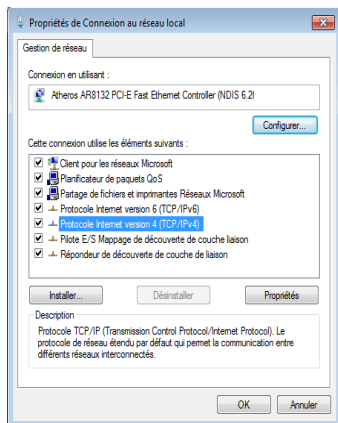 Propriétés de Connexion au réseau local
Gestion de réseau
Connexion en utilisant :
Atheros AR8132 PCI-E Fast Ethernet Controller (NDIS 6.2(
Configurer...
Cette connexion utilise les éléments suivants :
Client pour les réseaux Microsoft
Planificateur de paquets QoS
Partage de fichiers et imprimantes Réseaux Microsoft
Protocole Internet version 6 (TCP/IPv6)
Protocole Internet version 4 (TCP/IPv4)
Pilote E/S Mappage de découverte de couche liaison
Répondeur de découverte de couche de liaison
Installer...
Désinstaller
Propriétés
Description
Protocole TCP/IP (Transmission Control Protocol/Internet Protocol). Le
protocole de réseau étendu par défaut qui permet la communication entre
différents réseaux interconnectés.
OK
Annuler